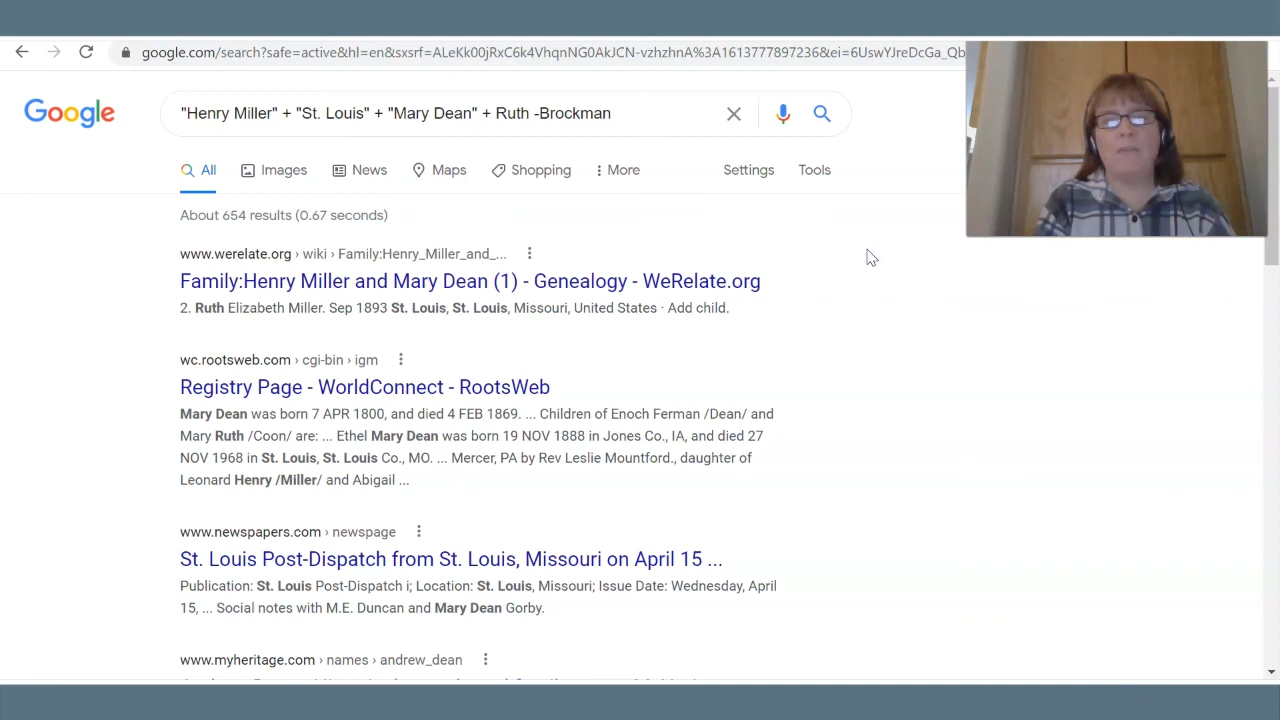 google.com/search?safe=active&hl=en&sxsrf=ALeKk00jRxC6k4VhqnNG0AkJCN-vzhzhnA%3A1613777897236&ei=6UswYJreDcGa_Qb
Google
"Henry Miller" + "St. Louis" + "Mary Dean" + Ruth -Brockman
All Images News Maps Shopping More Settings Tools
About 654 results (0.67 seconds)
www.werelate.org › wiki › Family:Henry_Miller_and_...
Family:Henry Miller and Mary Dean (1) - Genealogy - WeRelate.org
2. Ruth Elizabeth Miller. Sep 1893 St. Louis, St. Louis, Missouri, United States · Add child.
wc.rootsweb.com › cgi-bin › igm
Registry Page - WorldConnect - RootsWeb
Mary Dean was born 7 APR 1800, and died 4 FEB 1869. ... Children of Enoch Ferman /Dean/ and
Mary Ruth /Coon/ are: ... Ethel Mary Dean was born 19 NOV 1888 in Jones Co., IA, and died 27
NOV 1968 in St. Louis, St. Louis Co., MO. ... Mercer, PA by Rev Leslie Mountford., daughter of
Leonard Henry /Miller/ and Abigail ...
www.newspapers.com › newspage
St. Louis Post-Dispatch from St. Louis, Missouri on April 15 ...
Publication: St. Louis Post-Dispatch i; Location: St. Louis, Missouri; Issue Date: Wednesday, April
15, ... Social notes with M.E. Duncan and Mary Dean Gorby.
www.myheritage.com › names › andrew_dean